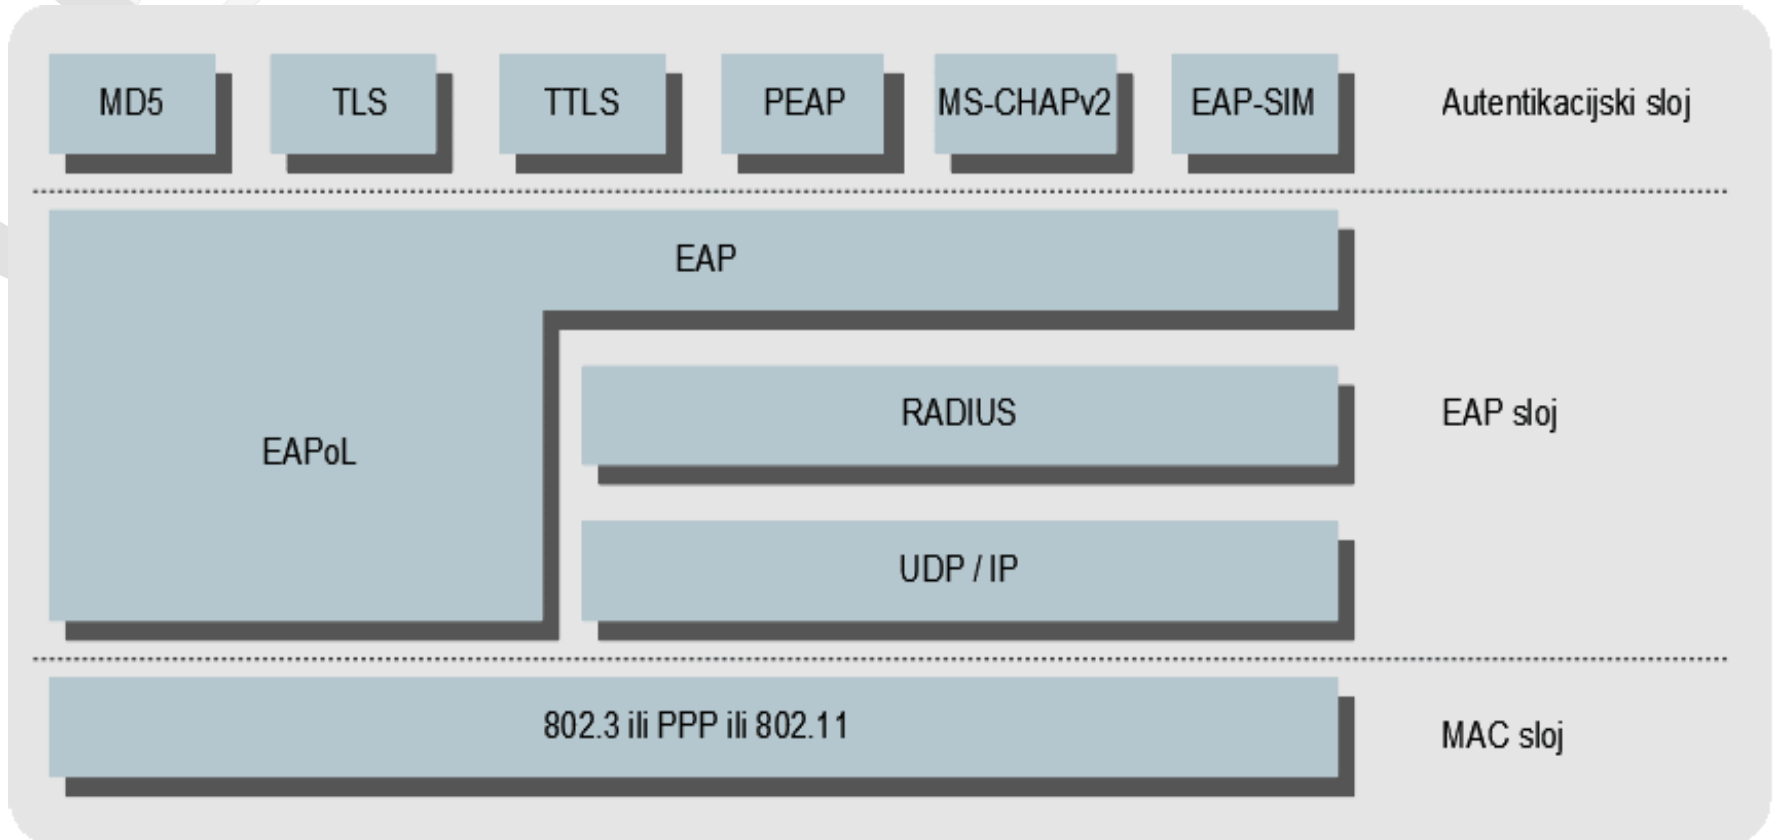 MD5 TLS TTLS PEAP MS-CHAPv2 EAP-SIM Autentikacijski sloj
EAP
RADIUS EAP sloj
EAPoL
UDP / IP
802.3 ili PPP ili 802.11 MAC sloj